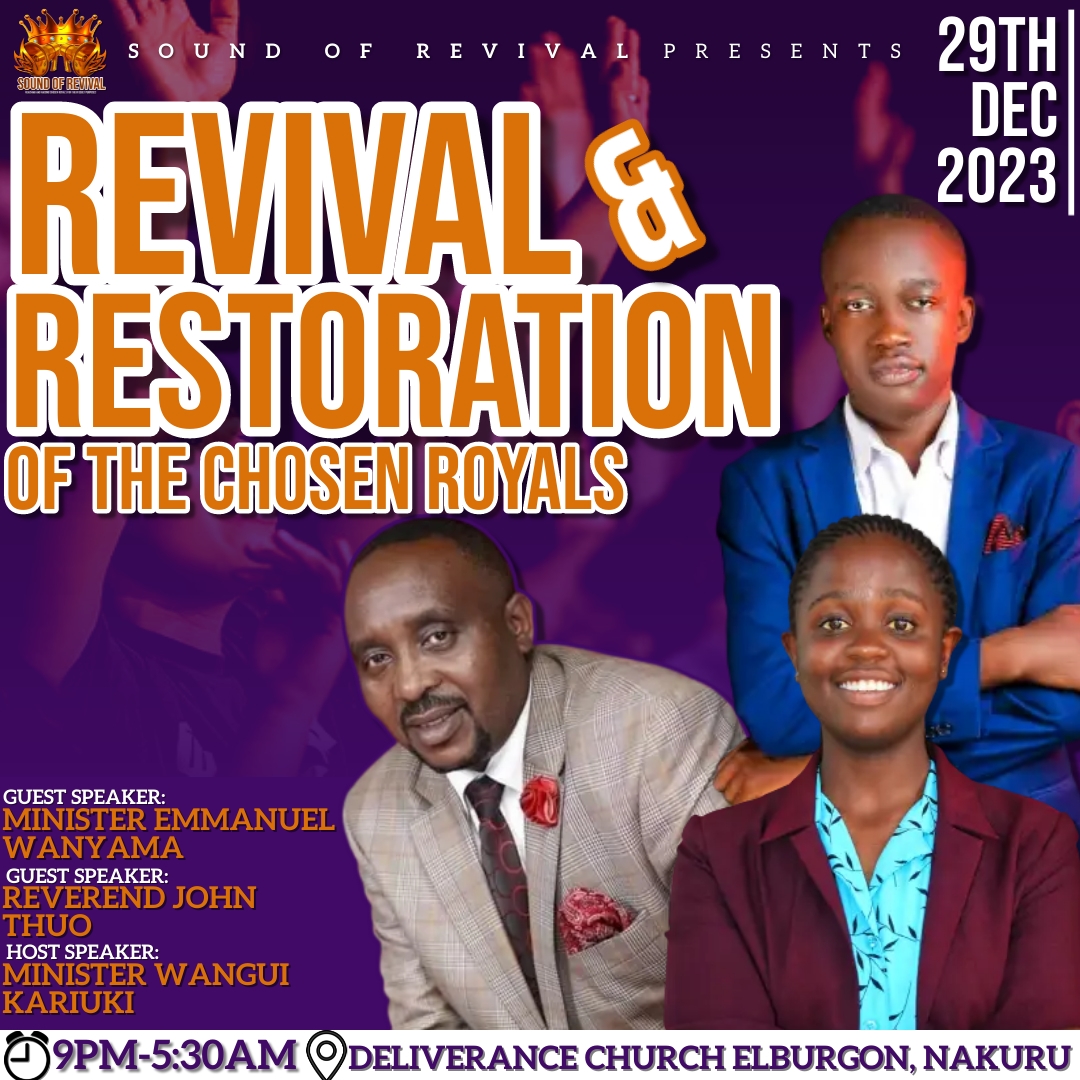 SOUND OF REVIVAL
SOUND OF REVIVAL PRESENTS
29TH
DEC
2023
REVIVAL &
RESTORATION
OF THE CHOSEN ROYALS
GUEST SPEAKER:
MINISTER EMMANUEL
WANYAMA
GUEST SPEAKER:
REVEREND JOHN
THUO
HOST SPEAKER:
MINISTER WANGUI
KARIUKI
9PM-5:30AM
DELIVERANCE CHURCH ELBURGON, NAKURU